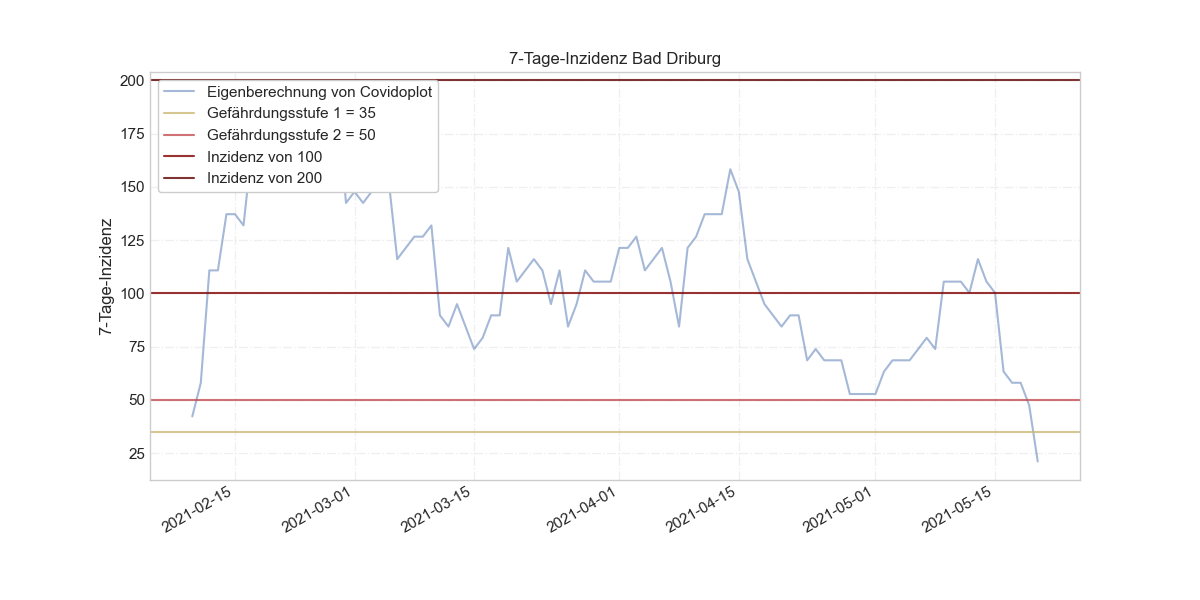 7-Tage-Inzidenz Bad Driburg
200
175
150
125
100
75
50
25
7-Tage-Inzidenz
Eigenberechnung von Covidoplot
Gefährdungsstufe 1 = 35
Gefährdungsstufe 2 = 50
Inzidenz von 100
Inzidenz von 200
2021-02-15
2021-03-01
2021-03-15
2021-04-01
2021-04-15
2021-05-01
2021-05-15